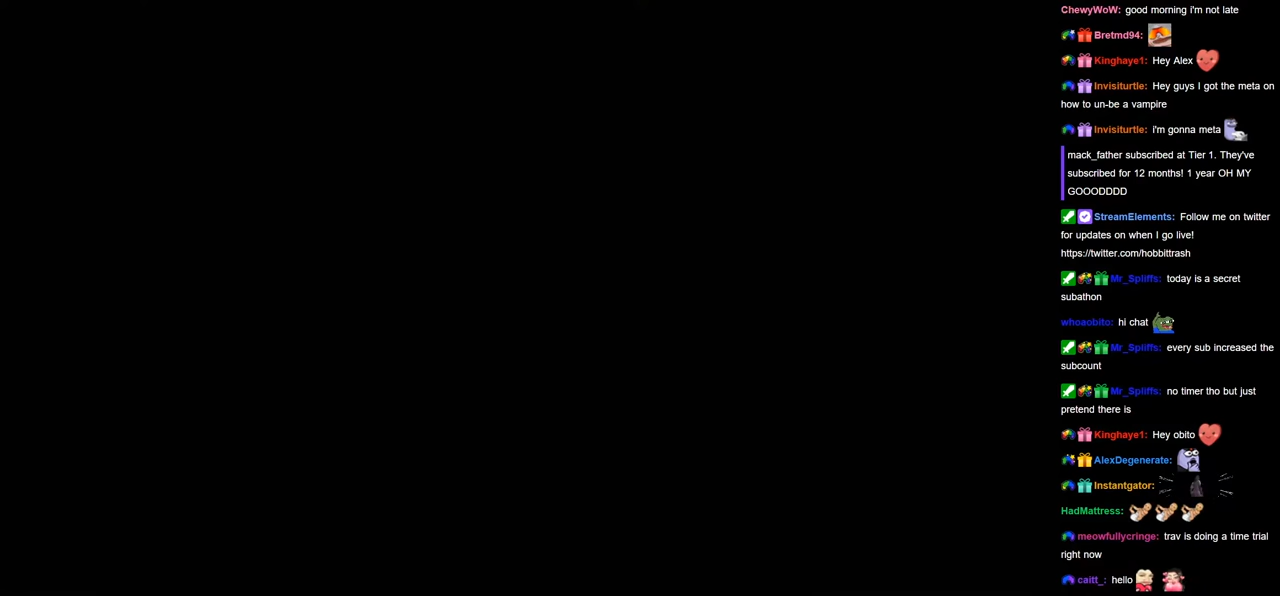 ChewyWoW: good morning i'm not late
Bretmd94:
Kinghaye1: Hey Alex
Invisiturtle: Hey guys I got the meta on
how to un-be a vampire
Invisiturtle: i'm gonna meta
mack_father subscribed at Tier 1. They've
subscribed for 12 months! 1 year OH MY
GOOODDDD
StreamElements: Follow me on twitter
for updates on when I go live!
https://twitter.com/hobbittrash
Mr_Spliffs: today is a secret
subathon
whoaobito: hi chat
Mr_Spliffs: every sub increased the
subcount
Mr_Spliffs: no timer tho but just
pretend there is
Kinghaye1: Hey obito
AlexDegenerate:
Instantgator:
HadMattress:
meowfullycringe: trav is doing a time trial
right now
caitt_: hello